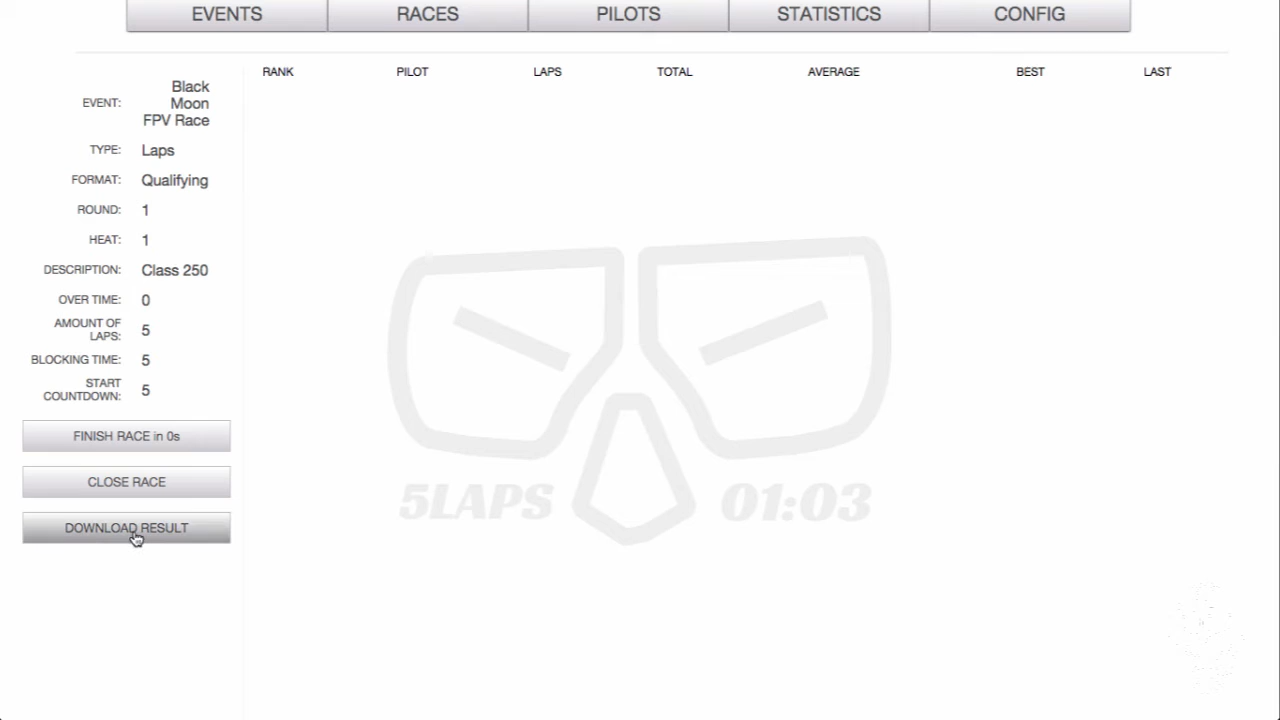 EVENTS RACES PILOTS STATISTICS CONFIG
RANK PILOT LAPS TOTAL AVERAGE BEST LAST
EVENT: Black
Moon
FPV Race
TYPE: Laps
FORMAT: Qualifying
ROUND: 1
HEAT: 1
DESCRIPTION: Class 250
OVER TIME: 0
AMOUNT OF
LAPS: 5
BLOCKING TIME: 5
START
COUNTDOWN: 5
FINISH RACE in 0s
CLOSE RACE
DOWNLOAD RESULT
5LAPS 01:03